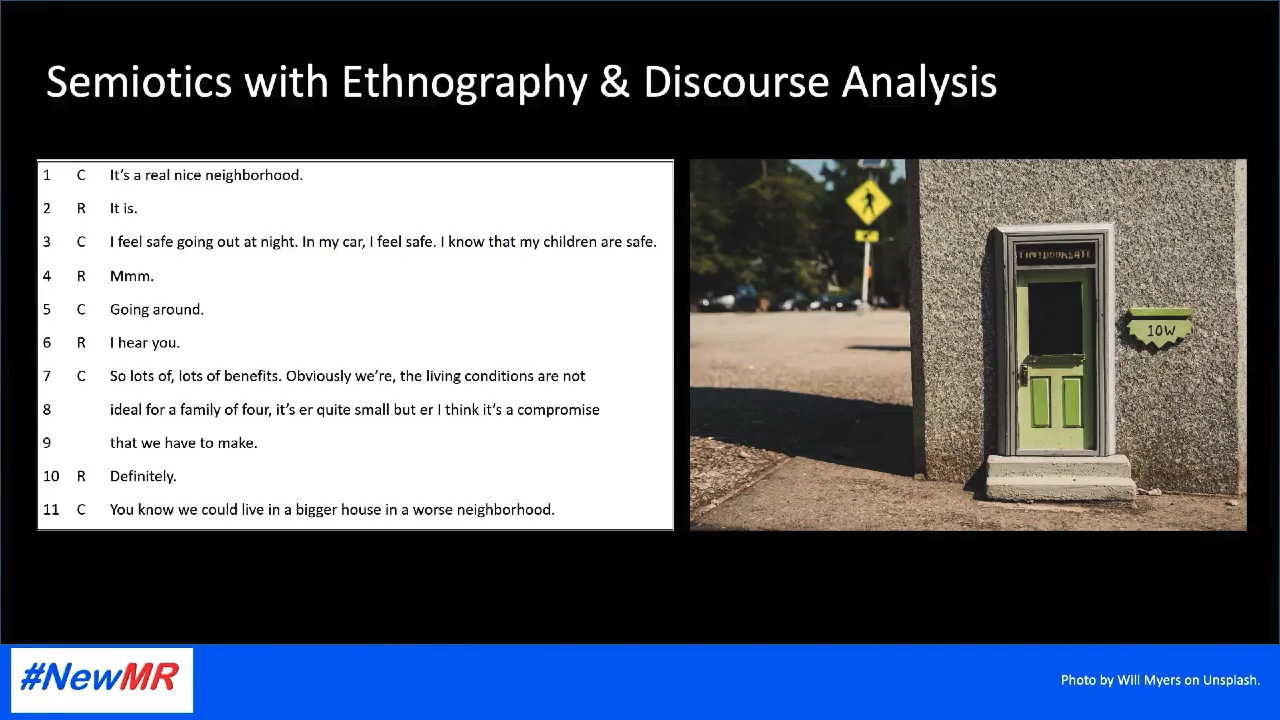 Semiotics with Ethnography & Discourse Analysis
1 C It's a real nice neighborhood.
2 R It is.
3 C I feel safe going out at night. In my car, I feel safe. I know that my children are safe.
4 R Mmm.
5 C Going around.
6 R I hear you.
7 C So lots of, lots of benefits. Obviously we're, the living conditions are not
8 ideal for a family of four, it's er quite small but er I think it's a compromise
9 that we have to make.
10 R Definitely.
11 C You know we could live in a bigger house in a worse neighborhood.
10W
#NewMR
Photo by Will Myers on Unsplash.